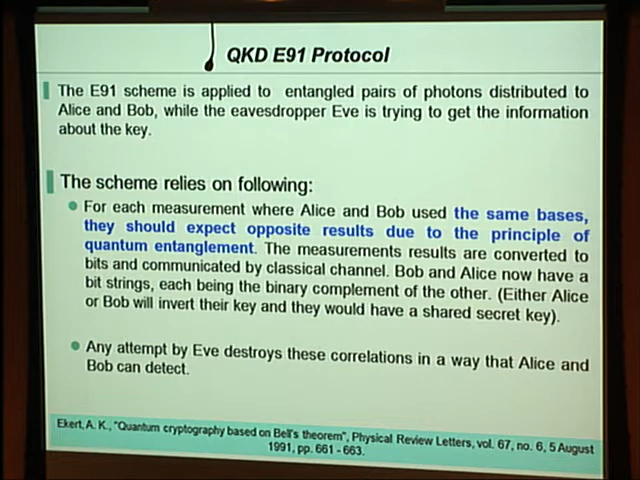 QKD E91 Protocol
The E91 scheme is applied to entangled pairs of photons distributed to
Alice and Bob, while the eavesdropper Eve is trying to get the information
about the key.
The scheme relies on following:
For each measurement where Alice and Bob used the same bases,
they should expect opposite results due to the principle of
quantum entanglement. The measurements results are converted to
bits and communicated by classical channel. Bob and Alice now have a
bit strings, each being the binary complement of the other. (Either Alice
or Bob will invert their key and they would have a shared secret key).
Any attempt by Eve destroys these correlations in a way that Alice and
Bob can detect.
Ekert, A. K., "Quantum cryptography based on Bell's theorem", Physical Review Letters, vol. 67, no. 6, 5 August
1991, pp. 661 - 663.